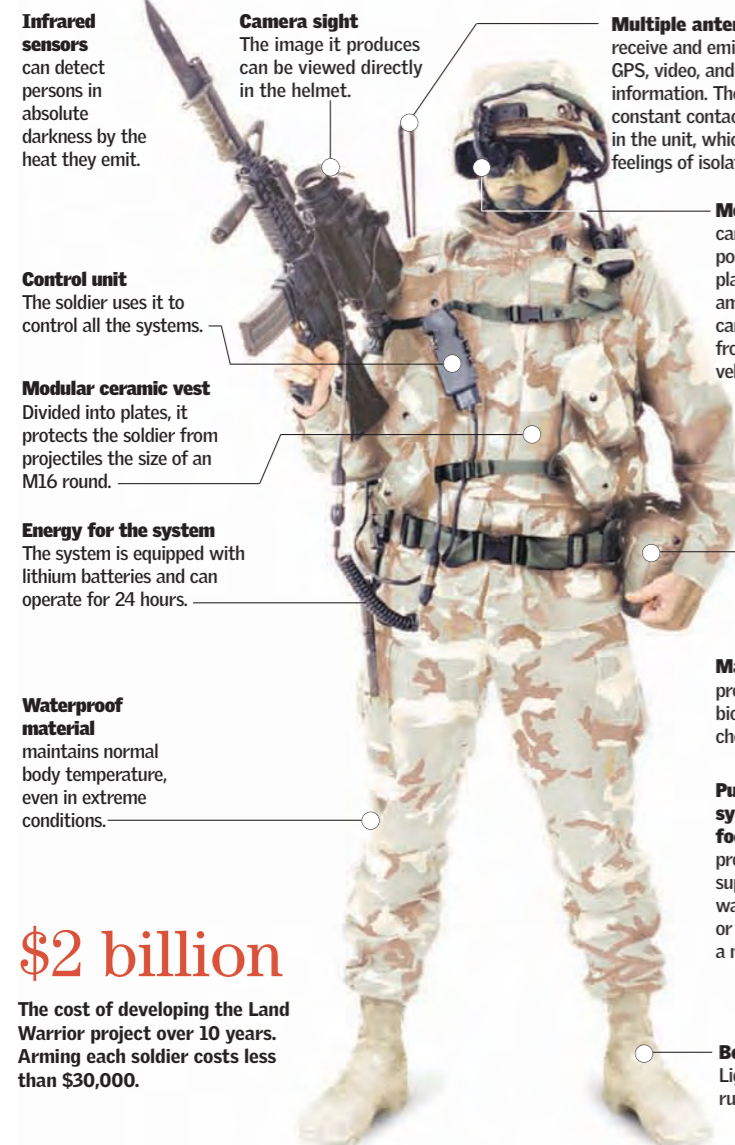 Infrared
sensors
can detect
persons in
absolute
darkness by the
heat they emit.
Camera sight
The image it produces
can be viewed directly
in the helmet.
Multiple
receive and
GPS, video, and
information.
constant
in the unit,
feelings of
Control unit
The soldier uses it to
control all the systems.
Modular ceramic vest
Divided into plates, it
protects the soldier from
projectiles the size of an
M16 round.
Energy for the system
The system is equipped with
lithium batteries and can
operate for 24 hours.
Waterproof
material
maintains normal
body temperature,
even in extreme
conditions.
or
a
$2 billion
The cost of developing the Land
Warrior project over 10 years.
Arming each soldier costs less
than $30,000.